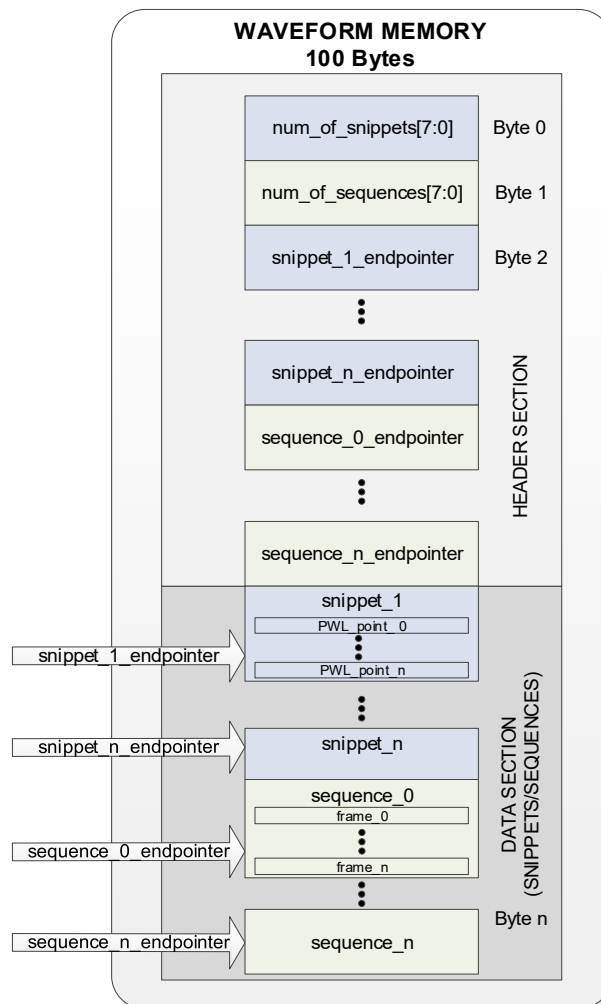 WAVEFORM MEMORY
100 Bytes
num_of_snippets[7:0]
Byte 0
num_of_sequences[7:0]
Byte 1
snippet_1_endpointer
Byte 2
snippet_n_endpointer
sequence_0_endpointer
HEADER SECTION
sequence_n_endpointer
snippet_1
PWL_point_0
snippet_1_endpointer
PWL_point_n
snippet_n_endpointer
snippet_n
DATA SECTION
(SNIPPETS/SEQUENCES)
sequence_0
frame_0
sequence_0_endpointer
frame_n
Byte n
sequence_n_endpointer
sequence_n